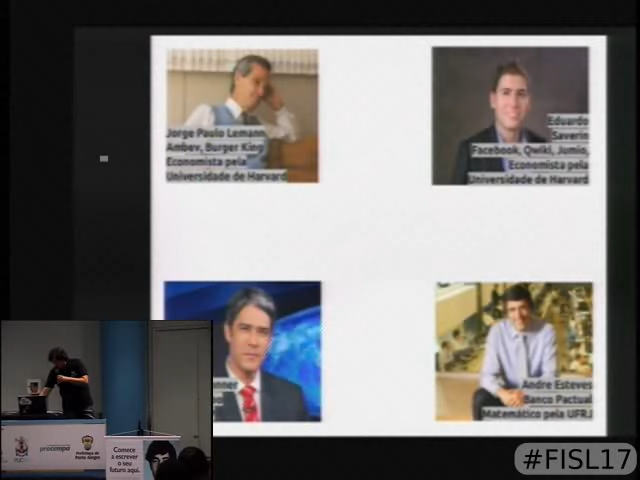 Jorge Paulo Lemann
Ambev, Burger King
Economista pela
Universidade de Harvard
Eduardo
Saverin
Facebook, Qwiki, Jumio,
Economista pela
Universidade de Harvard
nner
Andre Esteves
Banco Pactual
Matemático pela UFRJ
procempa
Prefeitura de
Porto Alegre
Comece
a escrever
o seu
futuro aqui.
#FISL17